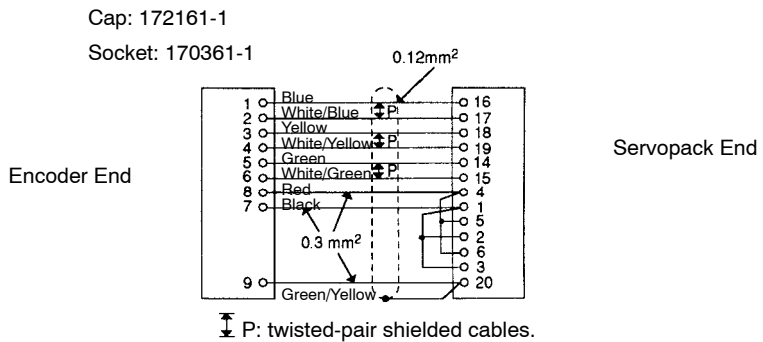 Cap: 172161-1
Socket: 170361-1
0.12mm²
Encoder End
Servopack End
1 Blue 16
2 White/Blue P 17
3 Yellow 18
4 White/Yellow P 19
5 Green 14
6 White/Green P 15
8 Red 4
7 Black 1
5
0.3 mm²
2
6
3
9 20
Green/Yellow
P: twisted-pair shielded cables.